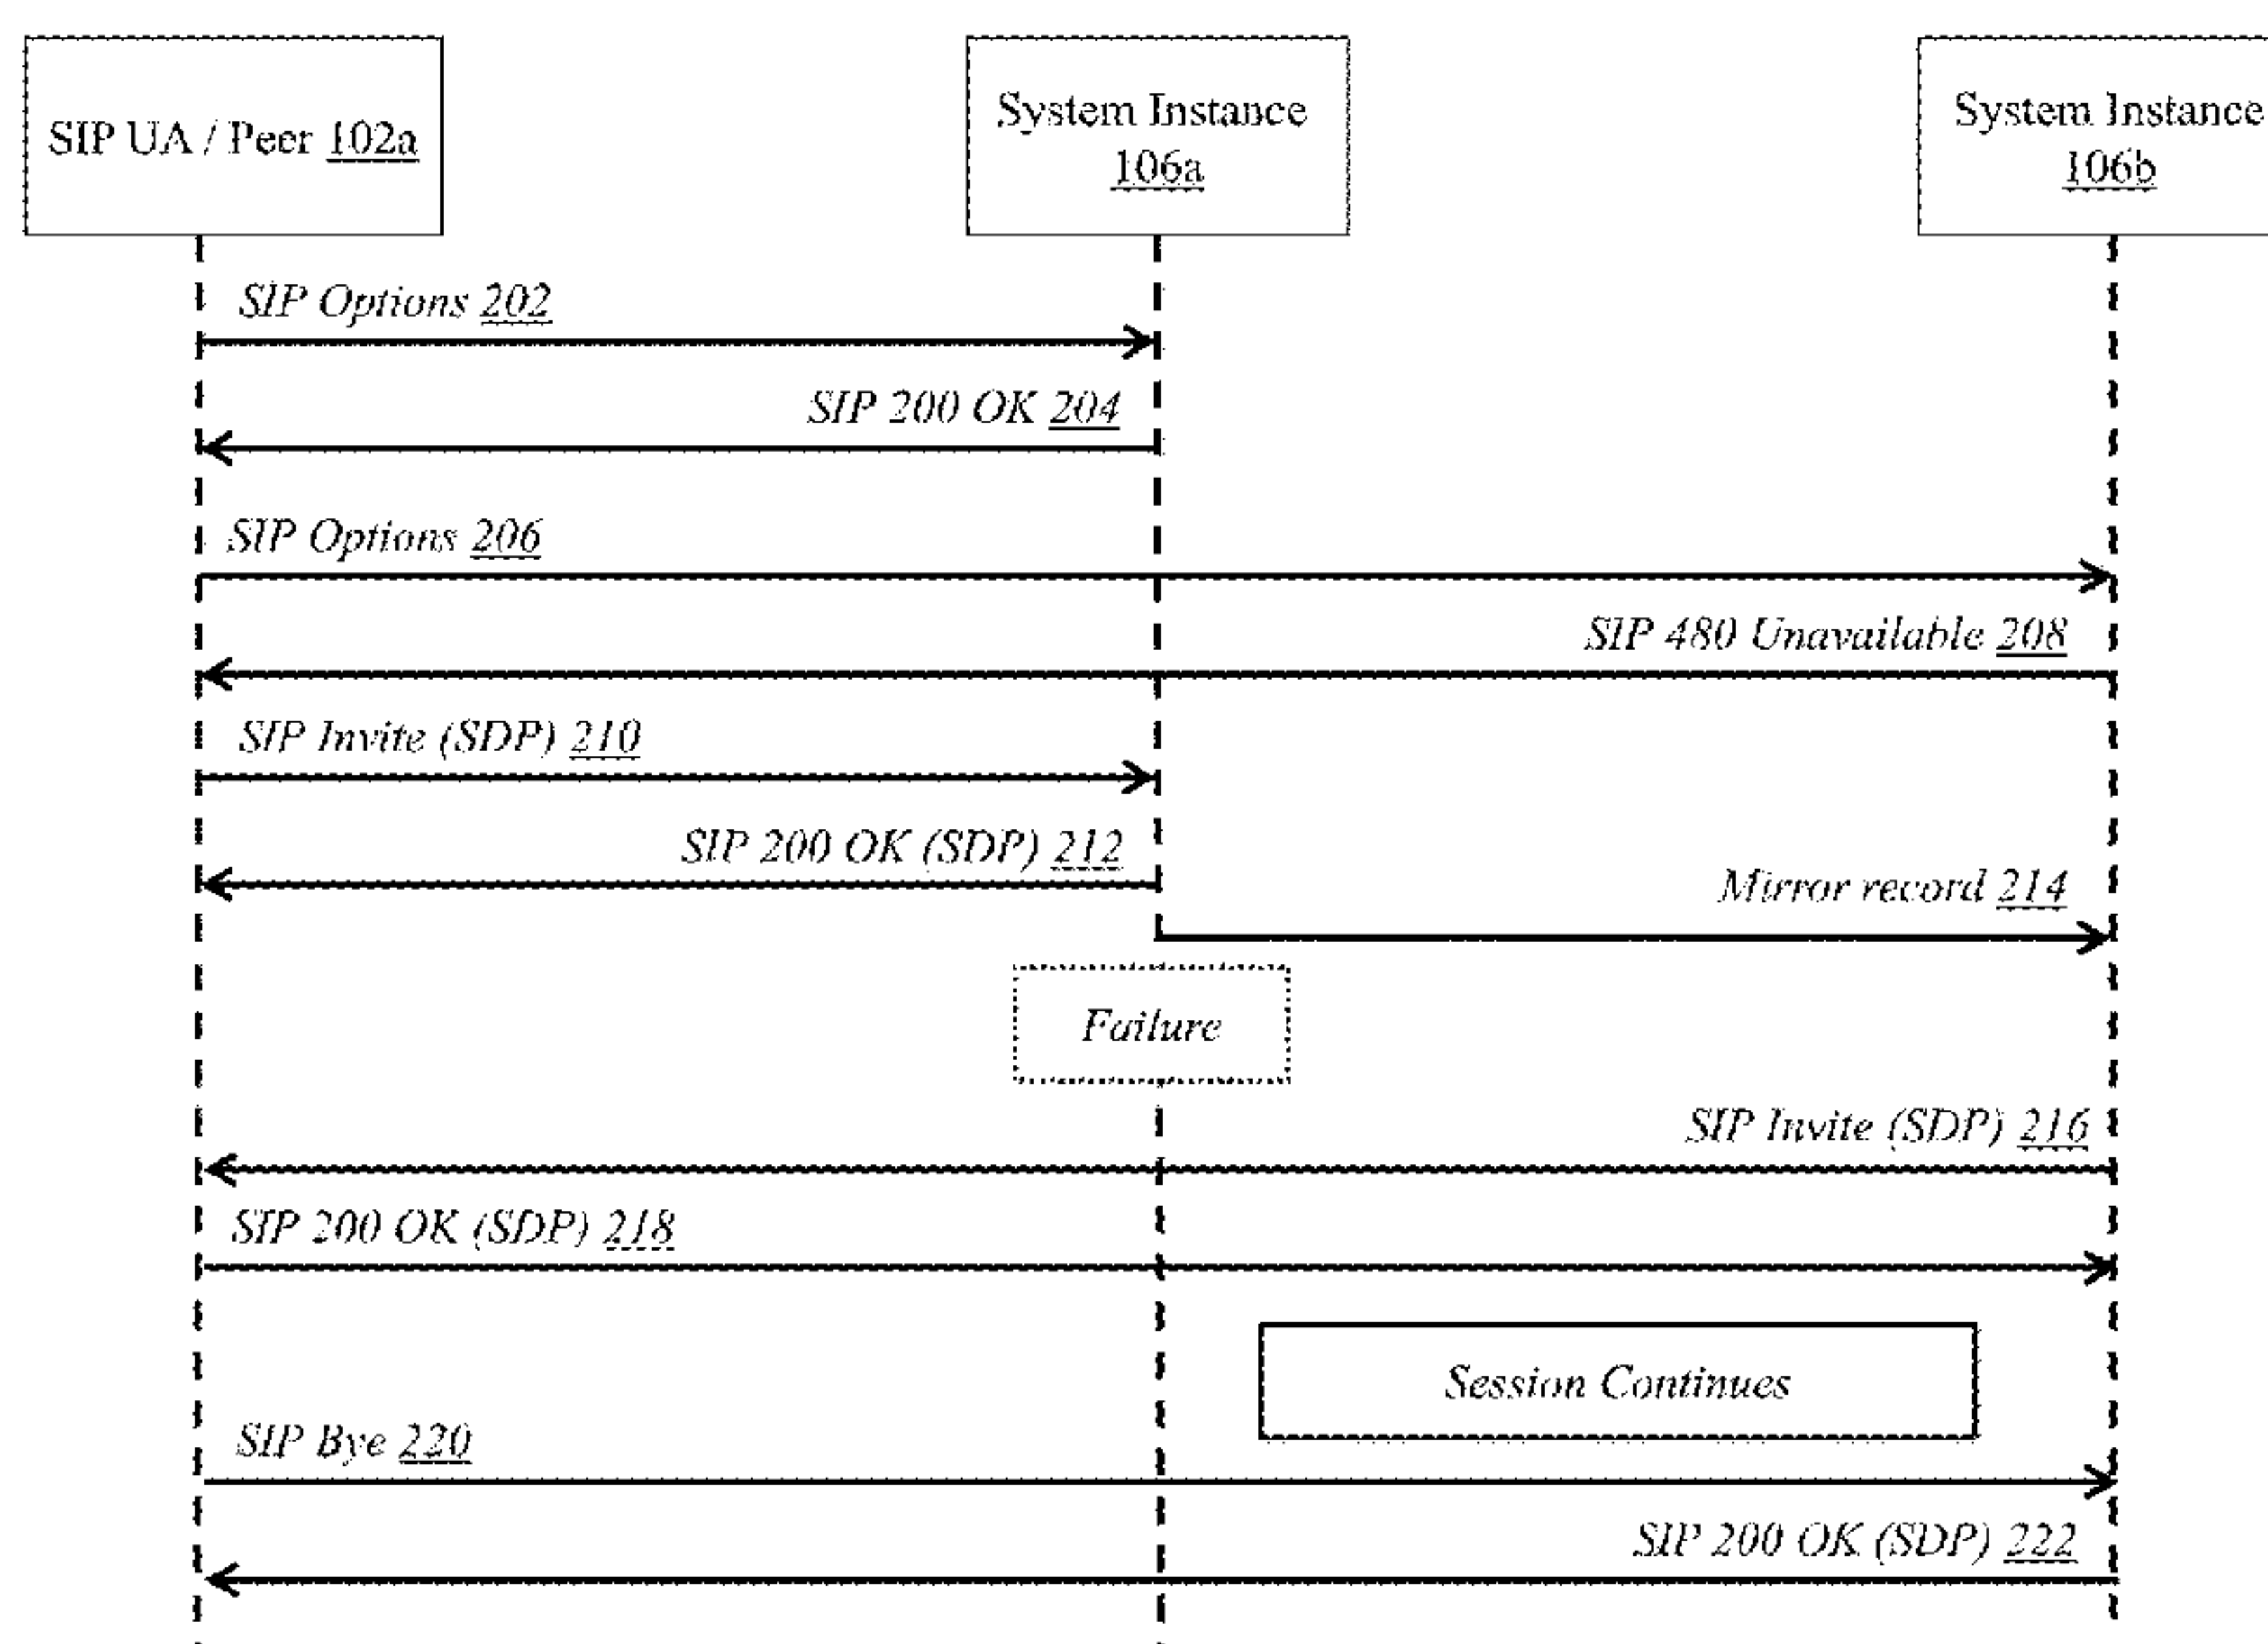 SIP UA / Peer 102a
System Instance
106a
System Instance
106b
SIP Options 202
SIP 200 OK 204
SIP Options 206
SIP 480 Unavailable 208
SIP Invite (SDP) 210
SIP 200 OK (SDP) 212
Mirror record 214
Failure
SIP Invite (SDP) 216
SIP 200 OK (SDP) 218
Session Continues
SIP Bye 220
SIP 200 OK (SDP) 222